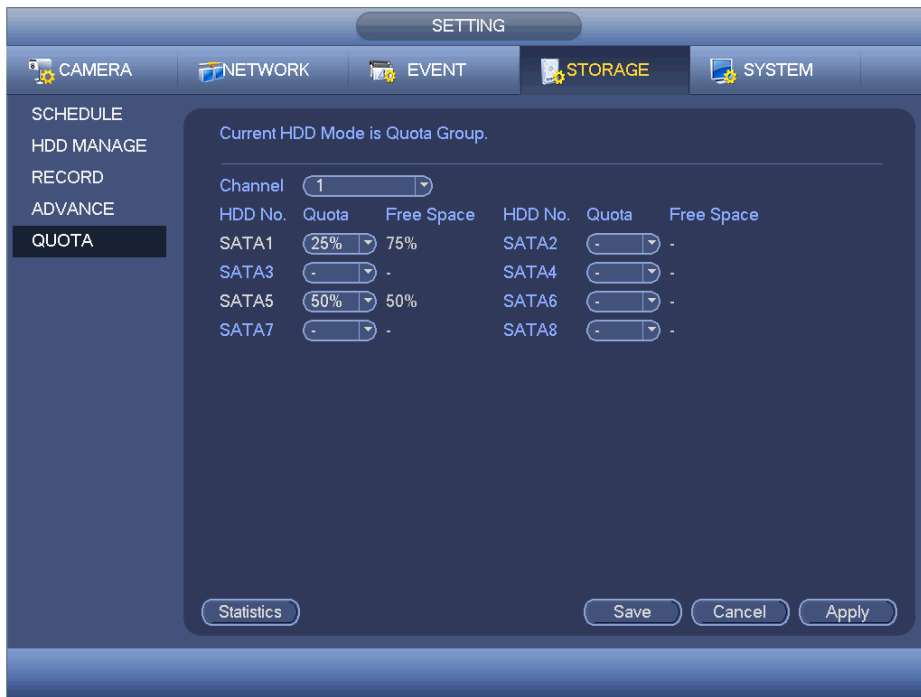 SETTING
CAMERA NETWORK EVENT STORAGE SYSTEM
SCHEDULE
HDD MANAGE
RECORD
ADVANCE
QUOTA
Current HDD Mode is Quota Group.
Channel 1
HDD No. Quota Free Space HDD No. Quota Free Space
SATA1 25% 75% SATA2 - -
SATA3 - - SATA4 - -
SATA5 50% 50% SATA6 - -
SATA7 - - SATA8 - -
Statistics Save Cancel Apply